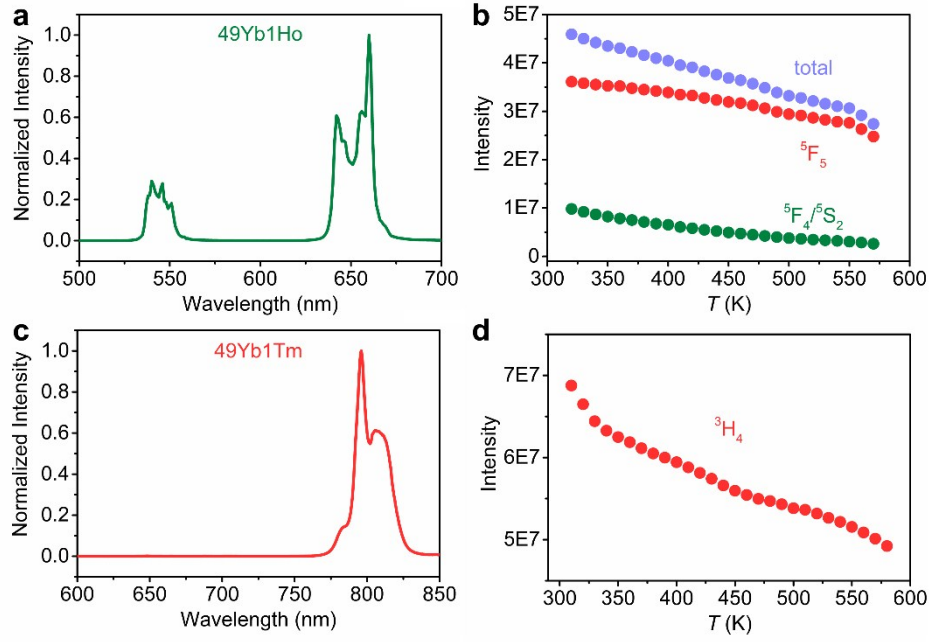 a
49Yb1Ho
Normalized Intensity
1.0
0.8
0.6
0.4
0.2
0.0
500
550
600
650
700
Wavelength (nm)
b
5E7
4E7
3E7
2E7
1E7
0
Intensity
total
⁵F₅
⁵F₄/⁵S₂
300
350
400
450
500
550
600
T (K)
c
49Yb1Tm
Normalized Intensity
1.0
0.8
0.6
0.4
0.2
0.0
600
650
700
750
800
850
Wavelength (nm)
d
7E7
6E7
5E7
Intensity
³H₄
300
350
400
450
500
550
600
T (K)